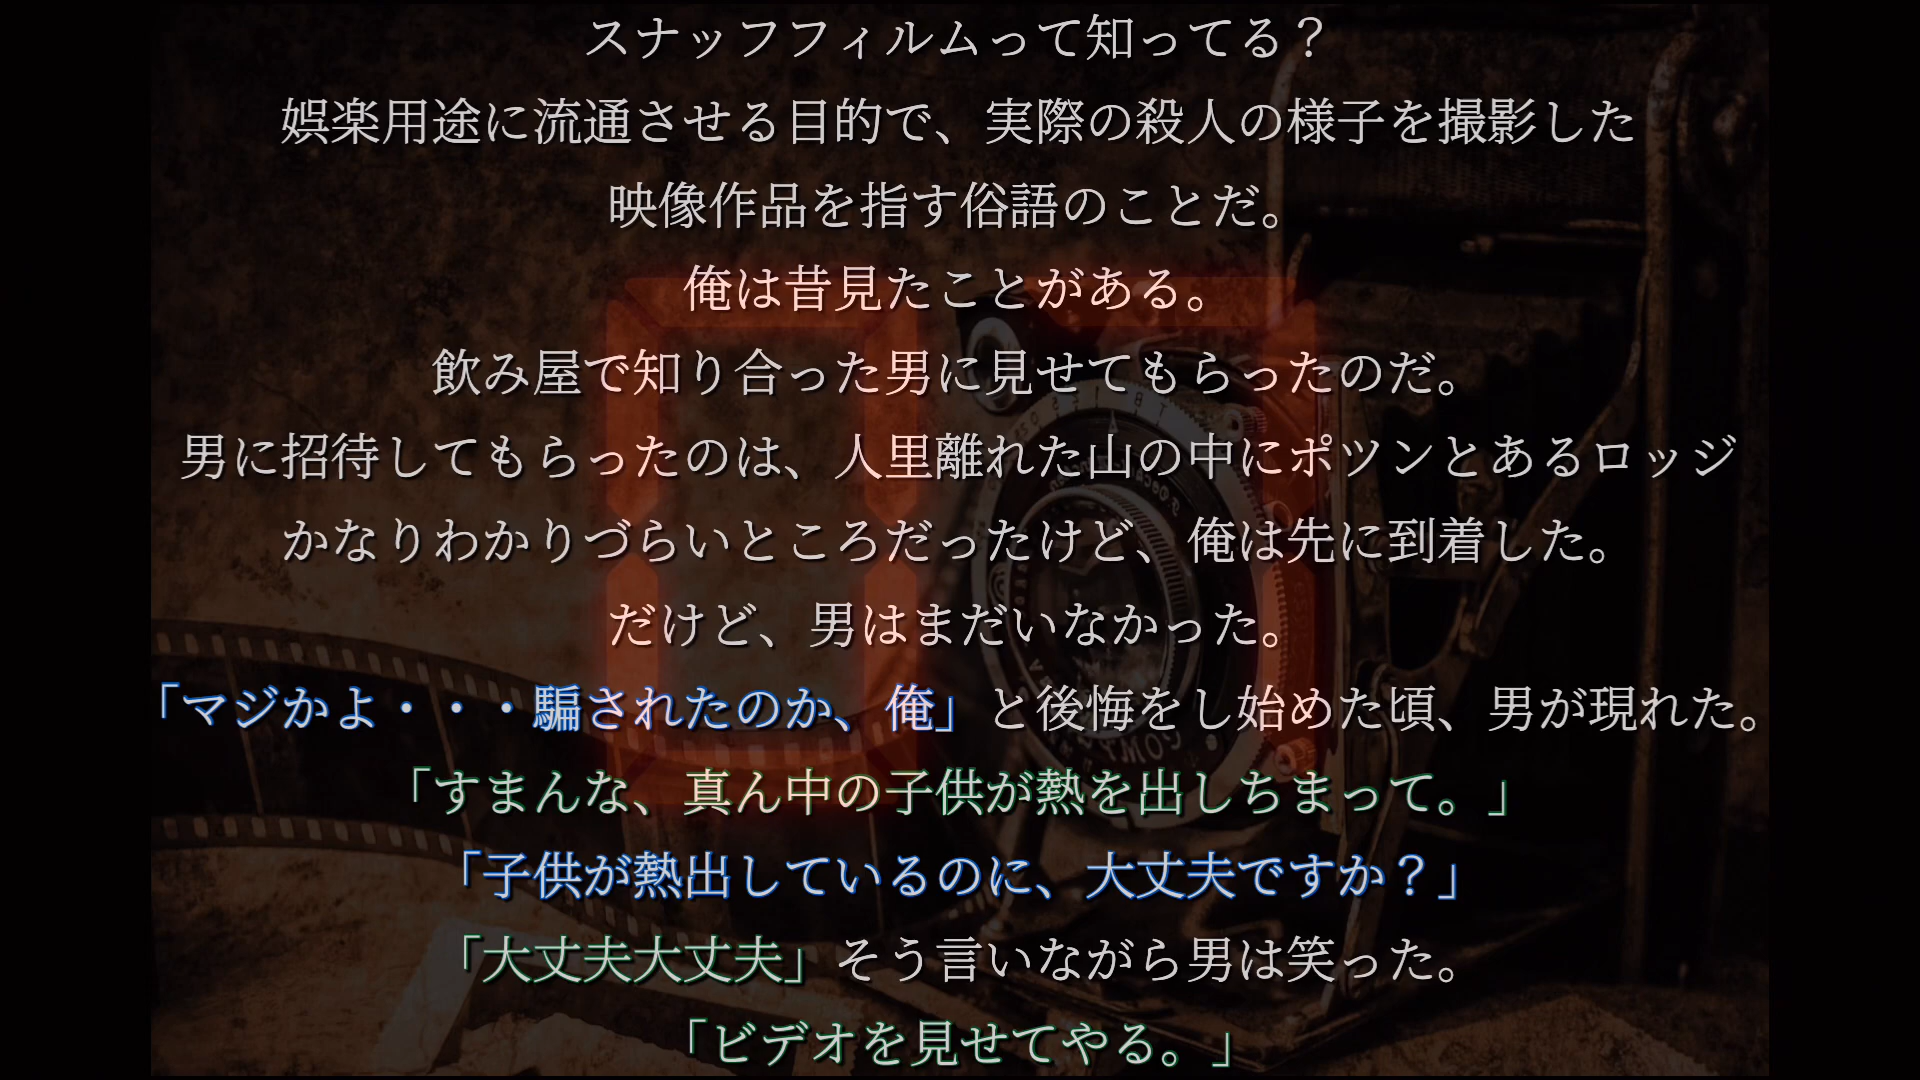 スナッフフィルムって知ってる？
娯楽用途に流通させる目的で、実際の殺人の様子を撮影した
映像作品を指す俗語のことだ。
俺は昔見たことがある。
飲み屋で知り合った男に見せてもらったのだ。
男に招待してもらったのは、人里離れた山の中にポツンとあるロッジ
かなりわかりづらいところだったけど、俺は先に到着した。
だけど、男はまだいなかった。
「マジかよ・・・騙されたのか、俺」と後悔をし始めた頃、男が現れた。
「すまんな、真ん中の子供が熱を出しちまって。」
「子供が熱出しているのに、大丈夫ですか？」
「大丈夫大丈夫」そう言いながら男は笑った。
「ビデオを見せてやる。」